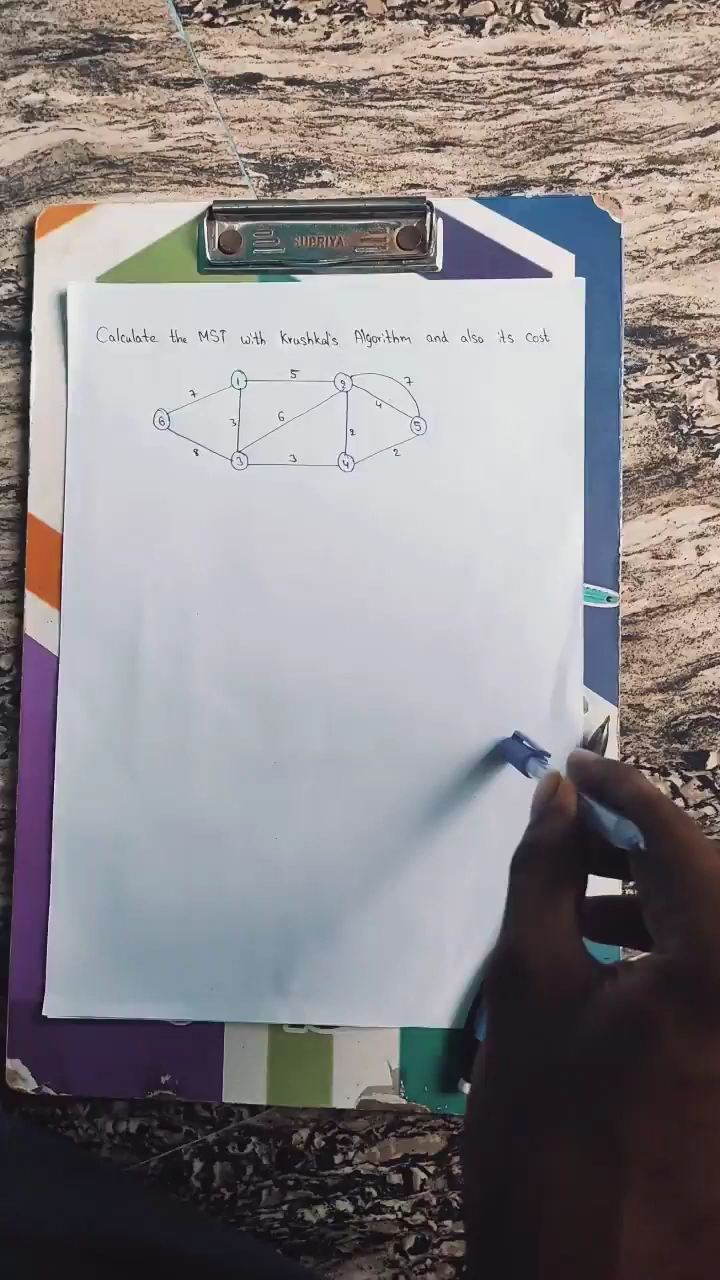 SUPRIYA
Calculate the MST with Krushkal's Algorithm and also its cost
7
1 5 2
7 4
6 3 6 5
2
8 3 3 4 2